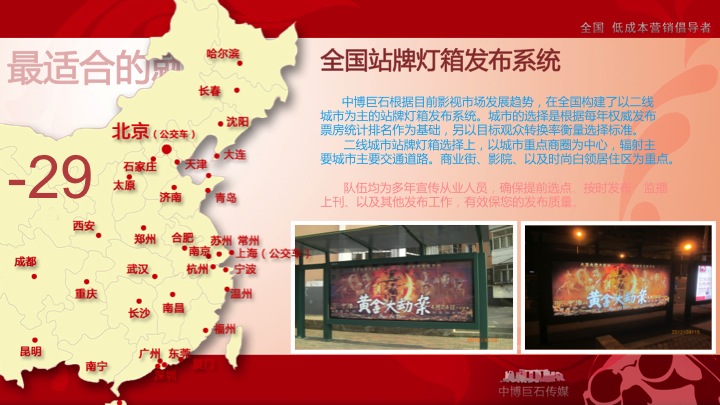 全国 低成本营销倡导者
最适合的
全国站牌灯箱发布系统
中博巨石根据目前影视市场发展趋势，在全国构建了以二线
城市为主的站牌灯箱发布系统。城市的选择是根据每年权威发布
票房统计排名作为基础，另以目标观众转换率衡量选择标准。
二线城市站牌灯箱选择上，以城市重点商圈为中心，辐射主
要城市主要交通道路。商业街、影院、以及时尚白领居住区为重点。
队伍均为多年宣传从业人员，确保提前选点、按时发布、监播
上刊、以及其他发布工作，有效保您的发布质量。
-29
哈尔滨
长春
沈阳
北京（公交车）
大连
石家庄
天津
太原
济南
青岛
西安
郑州
合肥
苏州 常州
南京
上海（公交车）
成都
武汉
杭州
宁波
重庆
温州
长沙
南昌
福州
昆明
广州 东莞
南宁
深圳
厦门
黄金大劫案
黄金大劫案
中博巨石传媒